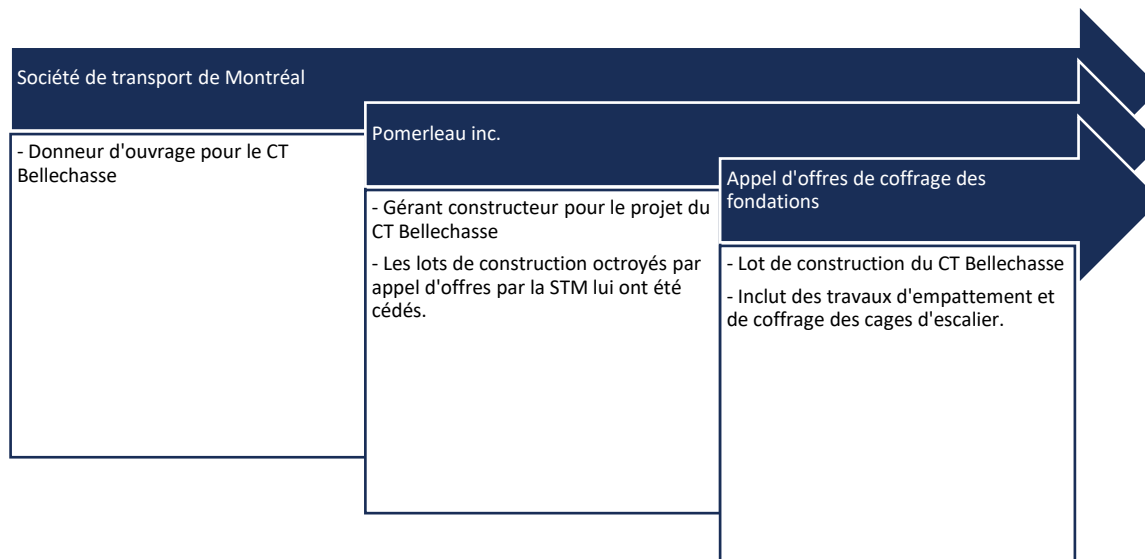 Société de transport de Montréal
- Donneur d'ouvrage pour le CT
Bellechasse
Pomerleau inc.
- Gérant constructeur pour le projet du
CT Bellechasse
- Les lots de construction octroyés par
appel d'offres par la STM lui ont été
cédés.
Appel d'offres de coffrage des
fondations
- Lot de construction du CT Bellechasse
- Inclut des travaux d'empattement et
de coffrage des cages d'escalier.